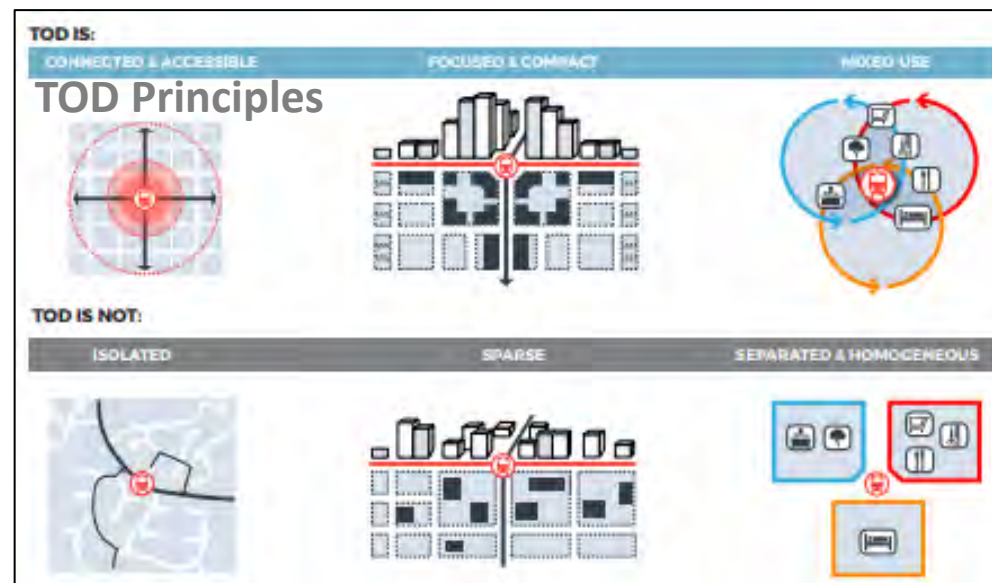 TOD IS:
CONNECTED & ACCESSIBLE
FOCUSED & COMPACT
MIXED USE
TOD Principles
TOD IS NOT:
ISOLATED
SPARSE
SEPARATED & HOMOGENEOUS